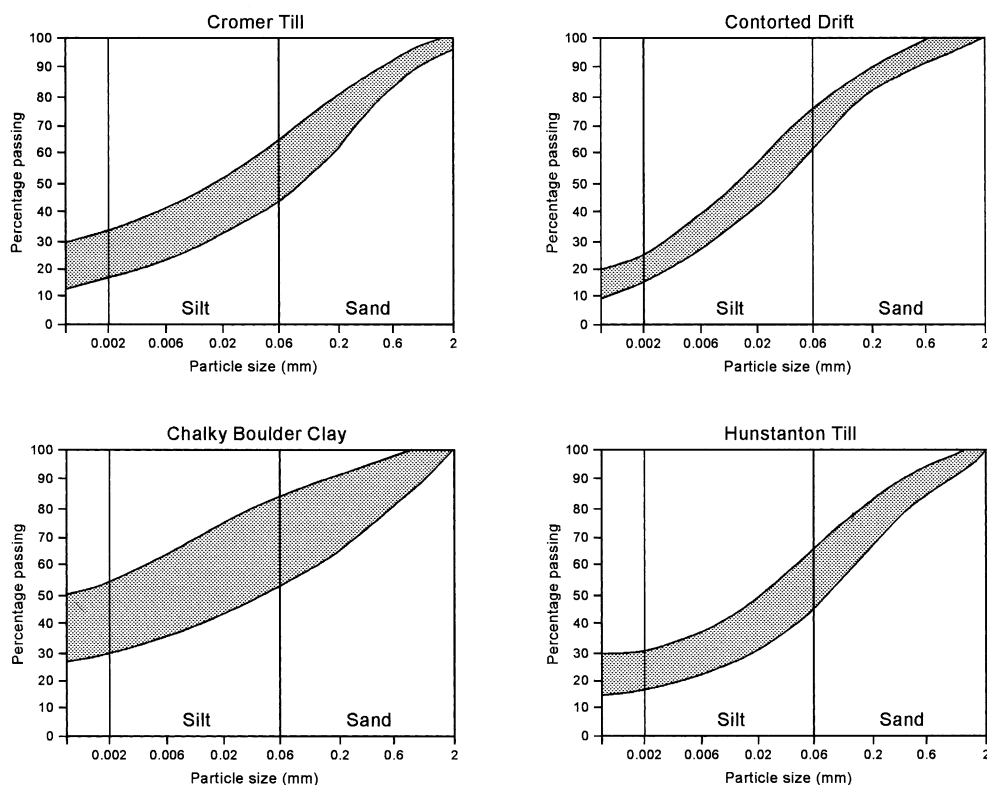 Cromer Till
Percentage passing
100
90
80
70
60
50
40
30
20
10
0
Silt
Sand
0.002 0.006 0.02 0.06 0.2 0.6 2
Particle size (mm)
Contorted Drift
Percentage passing
100
90
80
70
60
50
40
30
20
10
0
Silt
Sand
0.002 0.006 0.02 0.06 0.2 0.6 2
Particle size (mm)
Chalky Boulder Clay
Percentage passing
100
90
80
70
60
50
40
30
20
10
0
Silt
Sand
0.002 0.006 0.02 0.06 0.2 0.6 2
Particle size (mm)
Hunstanton Till
Percentage passing
100
90
80
70
60
50
40
30
20
10
0
Silt
Sand
0.002 0.006 0.02 0.06 0.2 0.6 2
Particle size (mm)